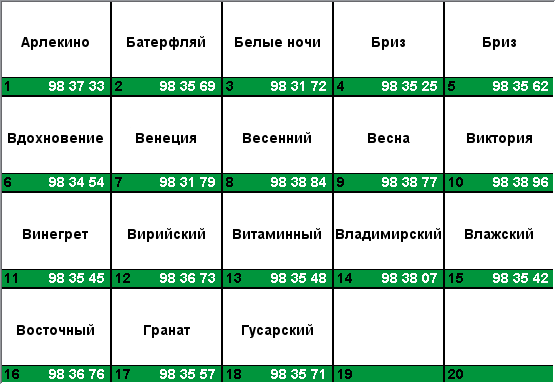 Арлекино Батерфляй Белые ночи Бриз Бриз
1 98 37 33 2 98 35 69 3 98 31 72 4 98 35 25 5 98 35 62
Вдохновение Венеция Весенний Весна Виктория
6 98 34 54 7 98 31 79 8 98 38 84 9 98 38 77 10 98 38 96
Винегрет Вирийский Витаминный Владимирский Влажский
11 98 35 45 12 98 36 73 13 98 35 48 14 98 38 07 15 98 35 42
Восточный Гранат Гусарский
16 98 36 76 17 98 35 57 18 98 35 71 19 20